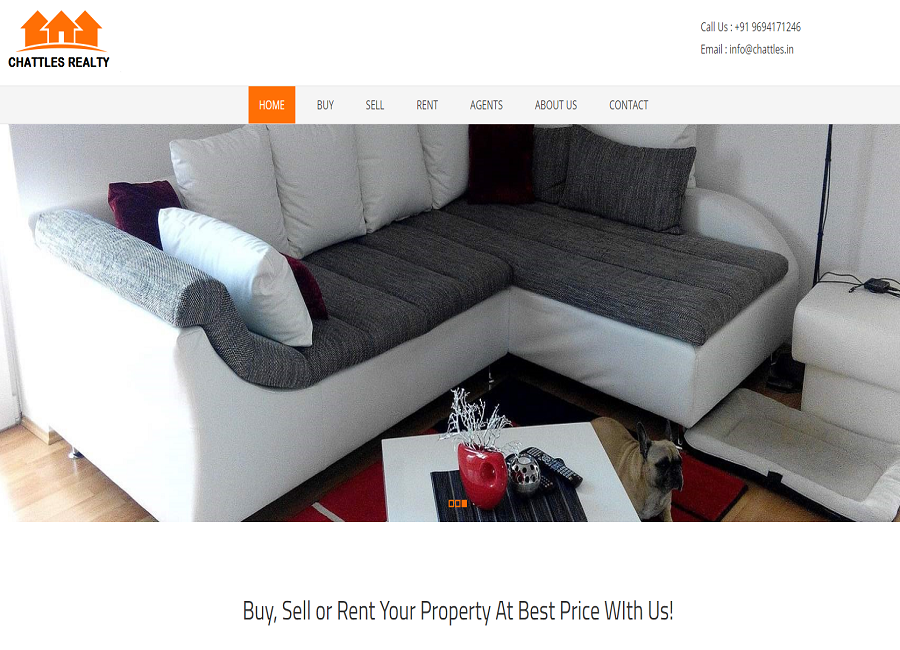 CHATTLES REALTY
Call Us : +91 9694171246
Email : info@chattles.in
HOME BUY SELL RENT AGENTS ABOUT US CONTACT
Buy, Sell or Rent Your Property At Best Price WIth Us!